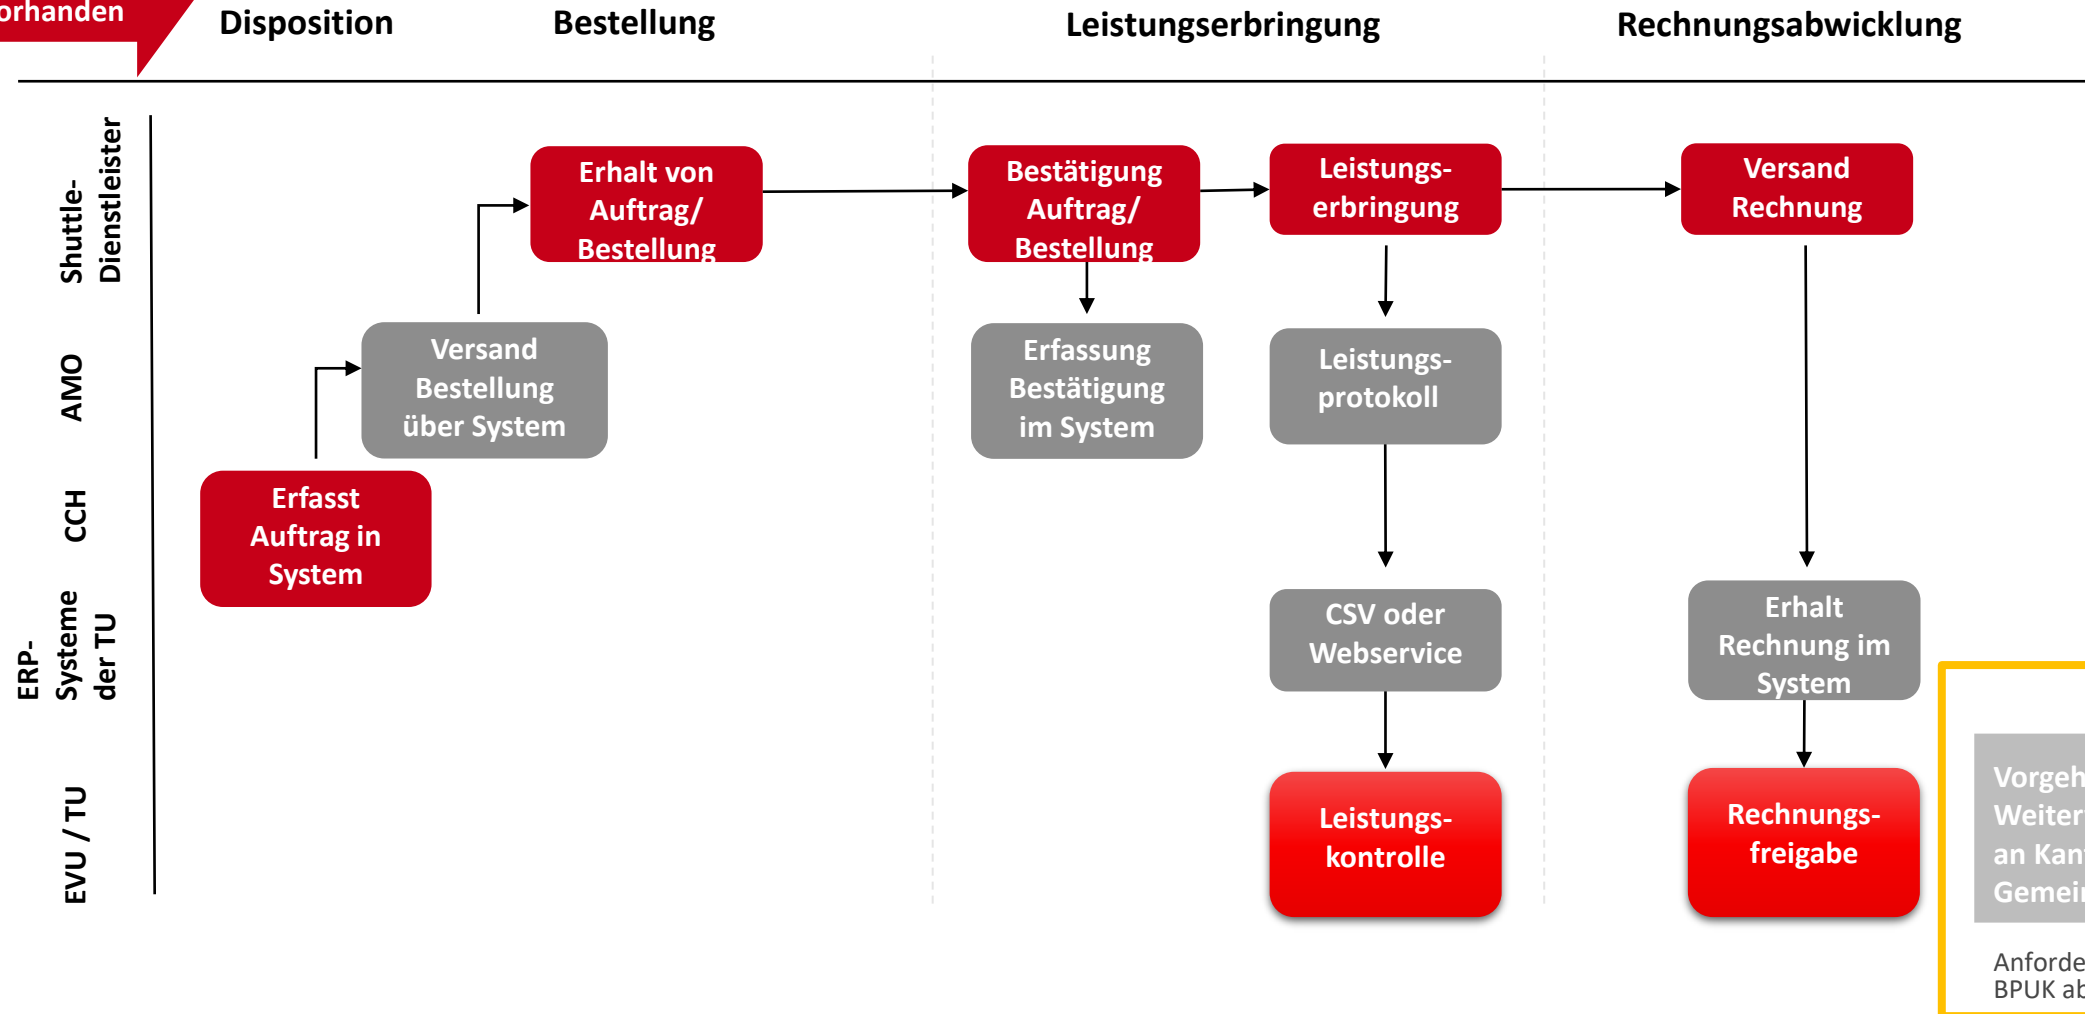 Disposition
Bestellung
Leistungserbringung
Rechnungsabwicklung
Shuttle-
Dienstleister
Erhalt von
Auftrag/
Bestellung
Bestätigung
Auftrag/
Bestellung
Leistungs-
erbringung
Versand
Rechnung
AMO
Versand
Bestellung
über System
Erfassung
Bestätigung
im System
Leistungs-
protokoll
CCH
Erfasst
Auftrag in
System
ERP-
Systeme
der TU
CSV oder
Webservice
Erhalt
Rechnung im
System
EVU / TU
Leistungs-
kontrolle
Rechnungs-
freigabe
an
BPUK